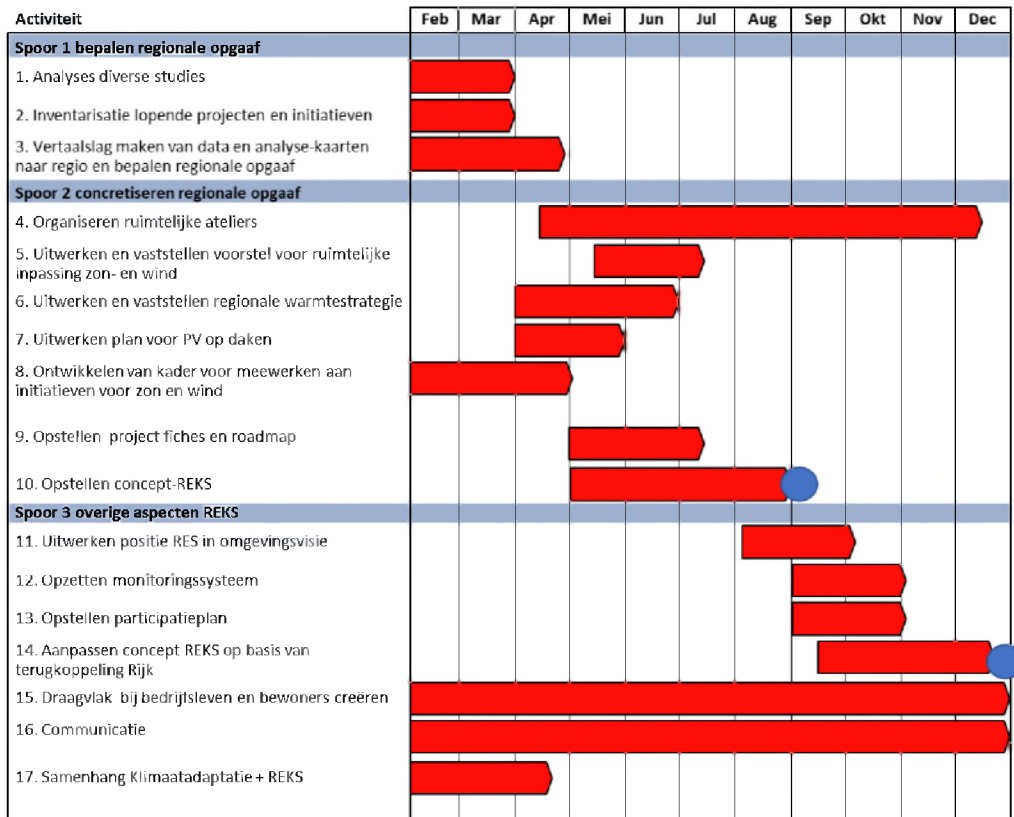 Activiteit Feb Mar Apr Mei Jun Jul Aug Sep Okt Nov Dec
Spoor 1 bepalen regionale opgaaf
1. Analyses diverse studies
2. Inventarisatie lopende projecten en initiatieven
3. Vertaalslag maken van data en analyse-kaarten
naar regio en bepalen regionale opgaaf
Spoor 2 concretiseren regionale opgaaf
4. Organiseren ruimtelijke ateliers
5. Uitwerken en vaststellen voorstel voor ruimtelijke
inpassing zon- en wind
6. Uitwerken en vaststellen regionale warmtestrategie
7. Uitwerken plan voor PV op daken
8. Ontwikkelen van kader voor meewerken aan
initiatieven voor zon en wind
9. Opstellen project fiches en roadmap
10. Opstellen concept-REKS
Spoor 3 overige aspecten REKS
11. Uitwerken positie RES in omgevingsvisie
12. Opzetten monitoringssysteem
13. Opstellen participatieplan
14. Aanpassen concept REKS op basis van
terugkoppeling Rijk
15. Draagvlak bij bedrijfsleven en bewoners creëren
16. Communicatie
17. Samenhang Klimaatadaptatie + REKS